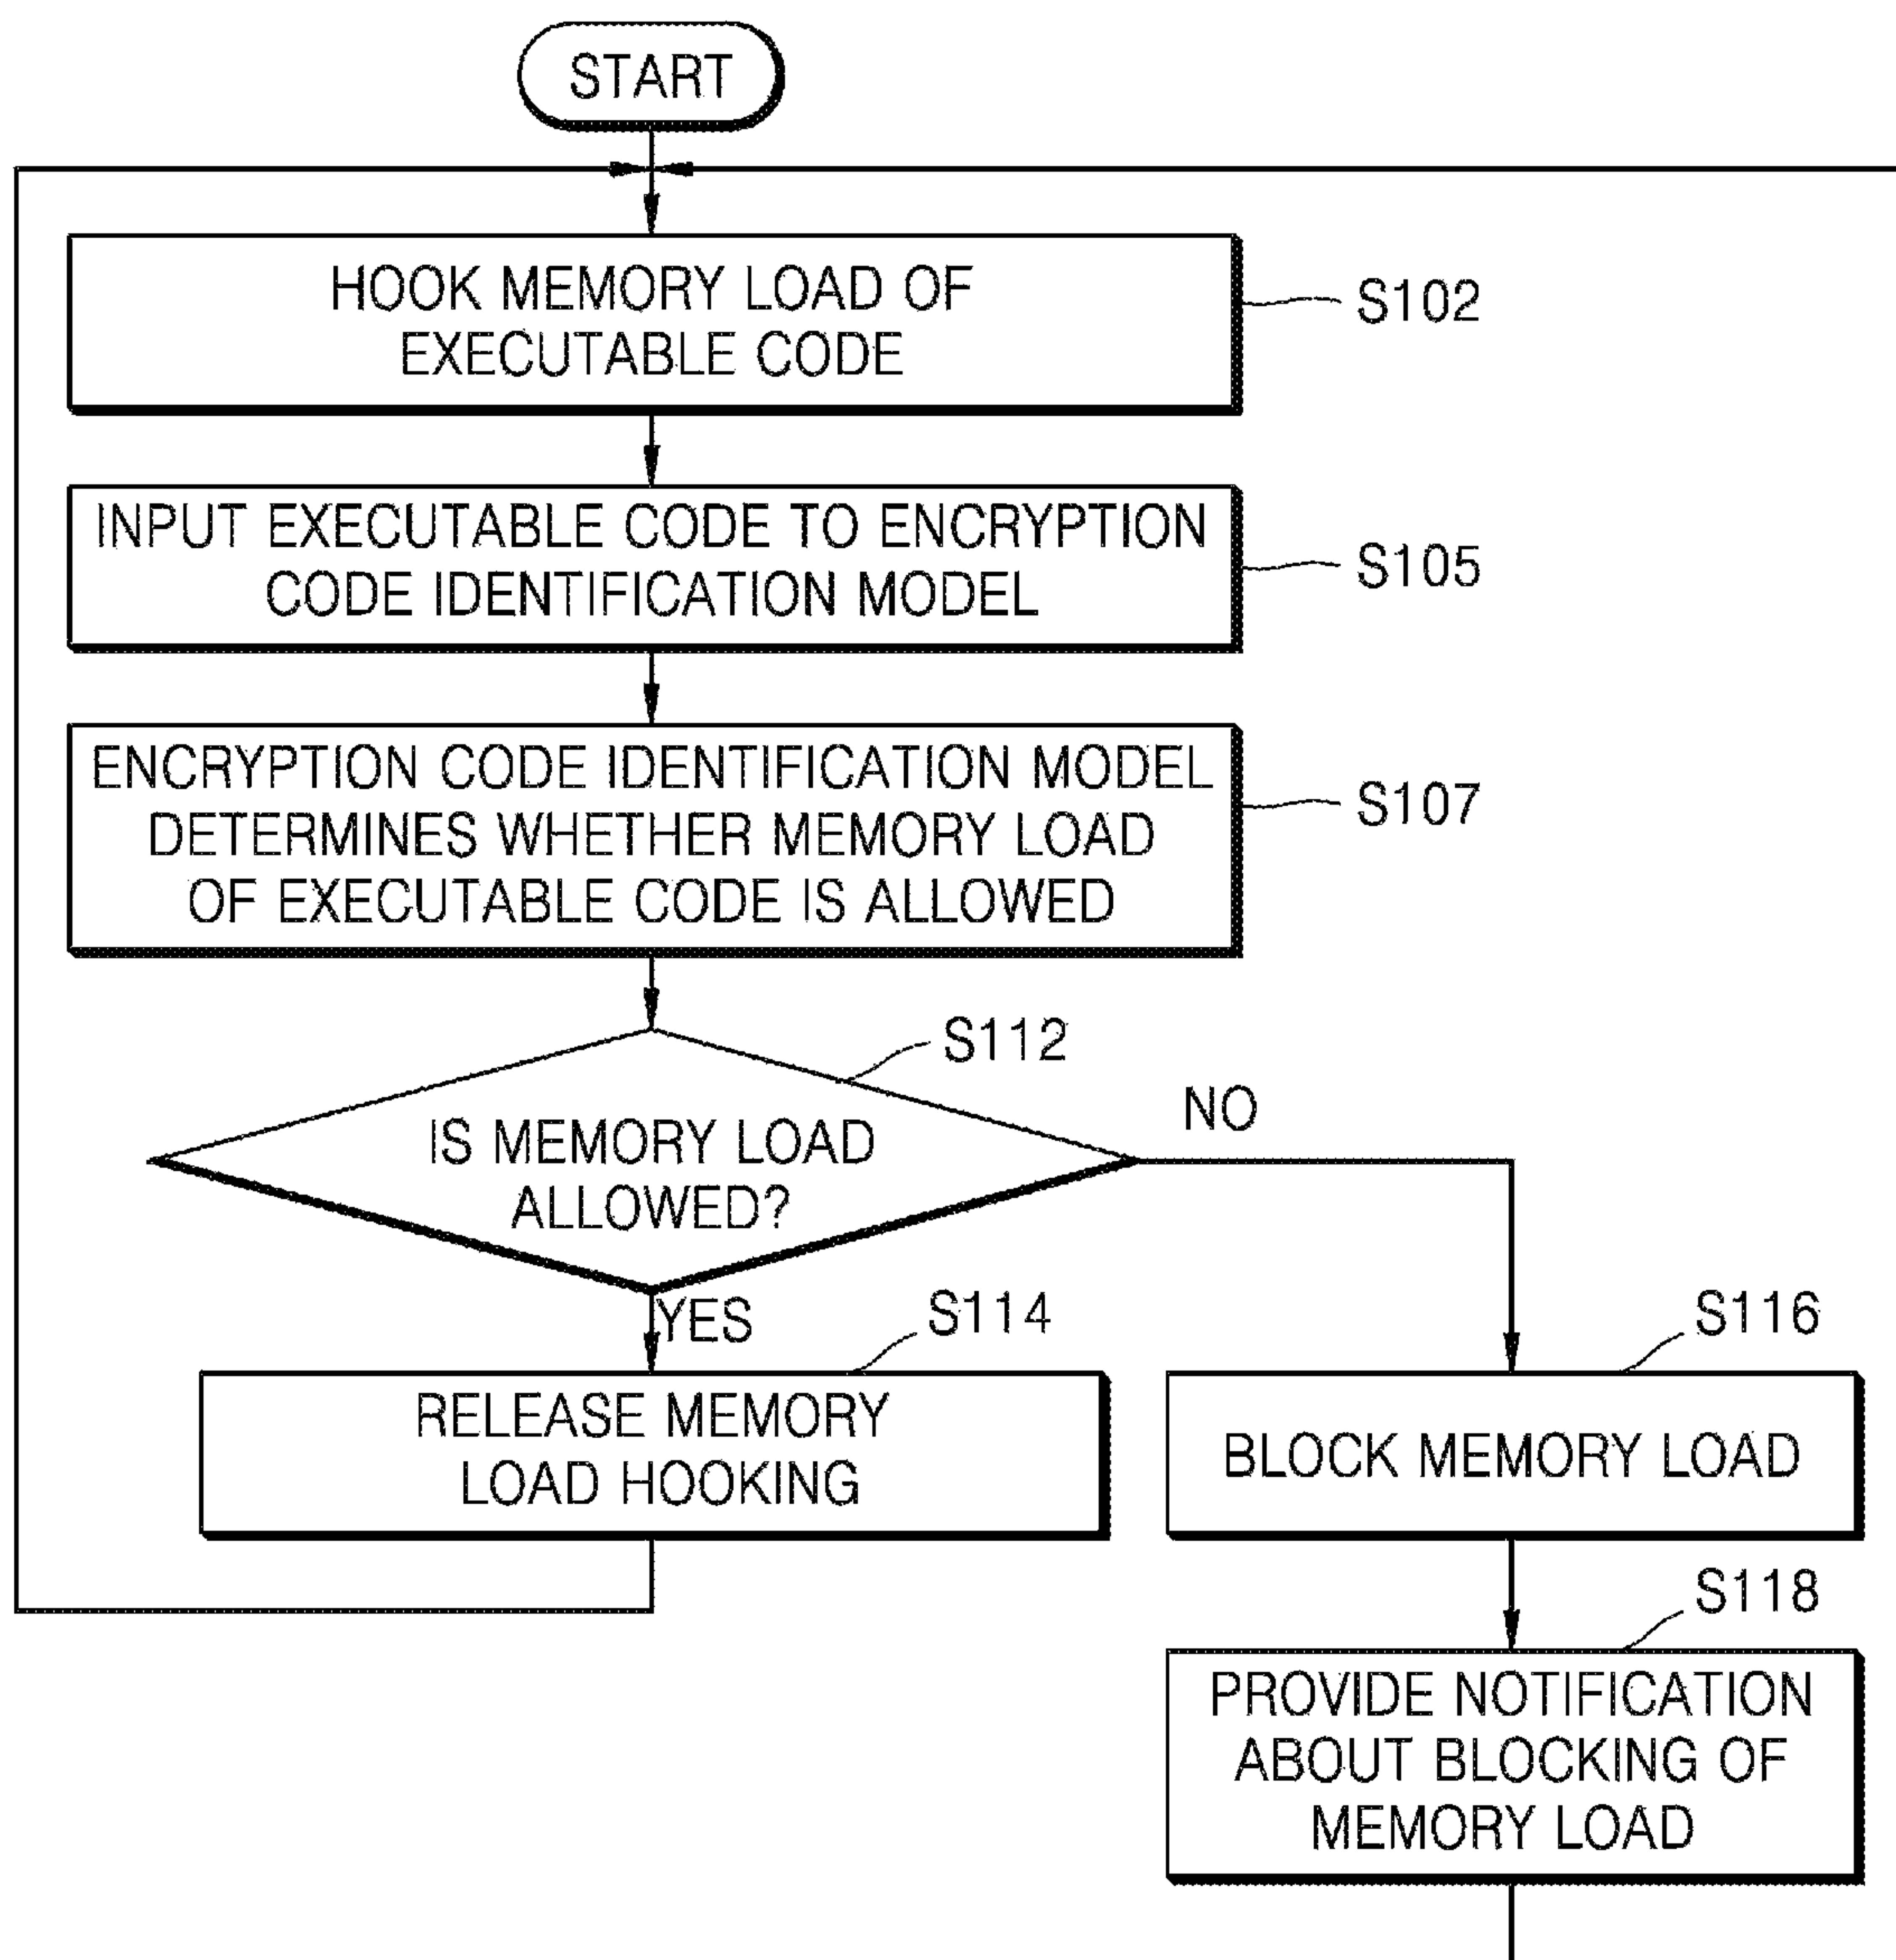 START
HOOK MEMORY LOAD OF
EXECUTABLE CODE
S102
INPUT EXECUTABLE CODE TO ENCRYPTION
CODE IDENTIFICATION MODEL
S105
ENCRYPTION CODE IDENTIFICATION MODEL
DETERMINES WHETHER MEMORY LOAD
OF EXECUTABLE CODE IS ALLOWED
S107
S112
IS MEMORY LOAD
ALLOWED?
NO
YES
S114
RELEASE MEMORY
LOAD HOOKING
S116
BLOCK MEMORY LOAD
S118
PROVIDE NOTIFICATION
ABOUT BLOCKING OF
MEMORY LOAD